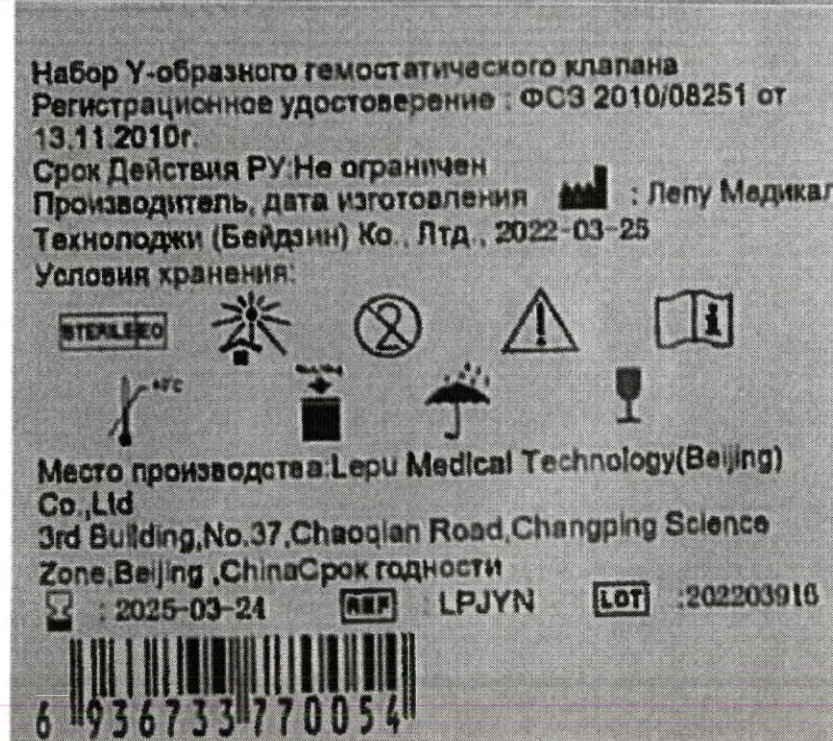 Набор Y-образного гемостатического клапана
Регистрационное удостоверение : ФСЗ 2010/08251 от
13.11.2010г.
Срок Действия РУ:Не ограничен
Производитель, дата изготовления : Лепу Медикал
Технолоджи (Бейдзин) Ко., Лтд., 2022-03-25
Условия хранения:
STERILE EO
Место производства:Lepu Medical Technology(Beijing)
Co.,Ltd
3rd Building,No.37,Chaoqian Road,Changping Science
Zone,Beijing ,ChinaСрок годности
: 2025-03-24 REF : LPJYN LOT :202203916
6 936733 770054